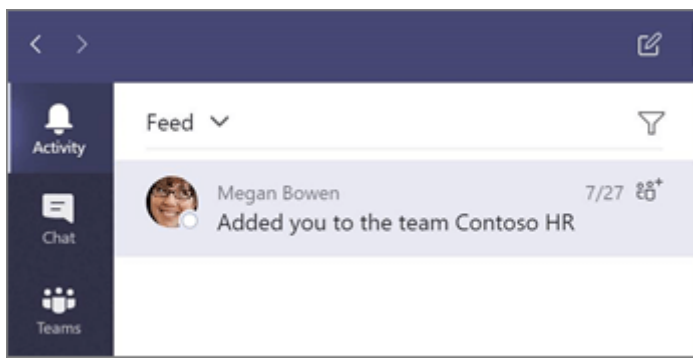 Activity
Chat
Teams
Feed
Megan Bowen 7/27
Added you to the team Contoso HR